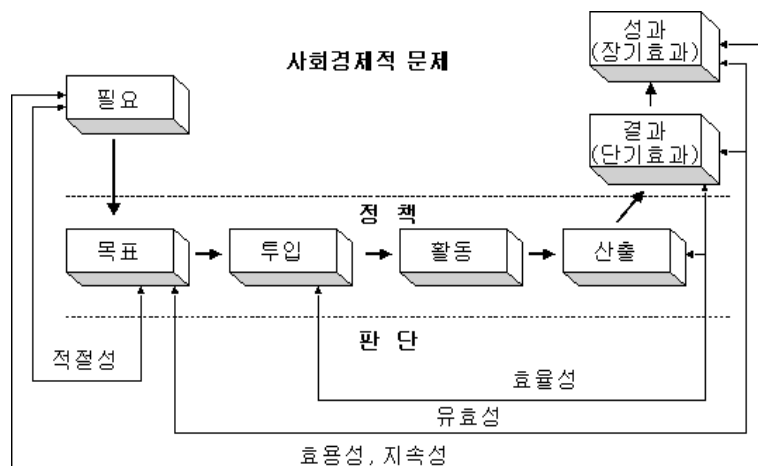 성과
(장기효과)
사회경제적 문제
필요
결과
(단기효과)
정 책
목표
투입
활동
산출
판 단
적절성
효율성
유효성
효용성, 지속성